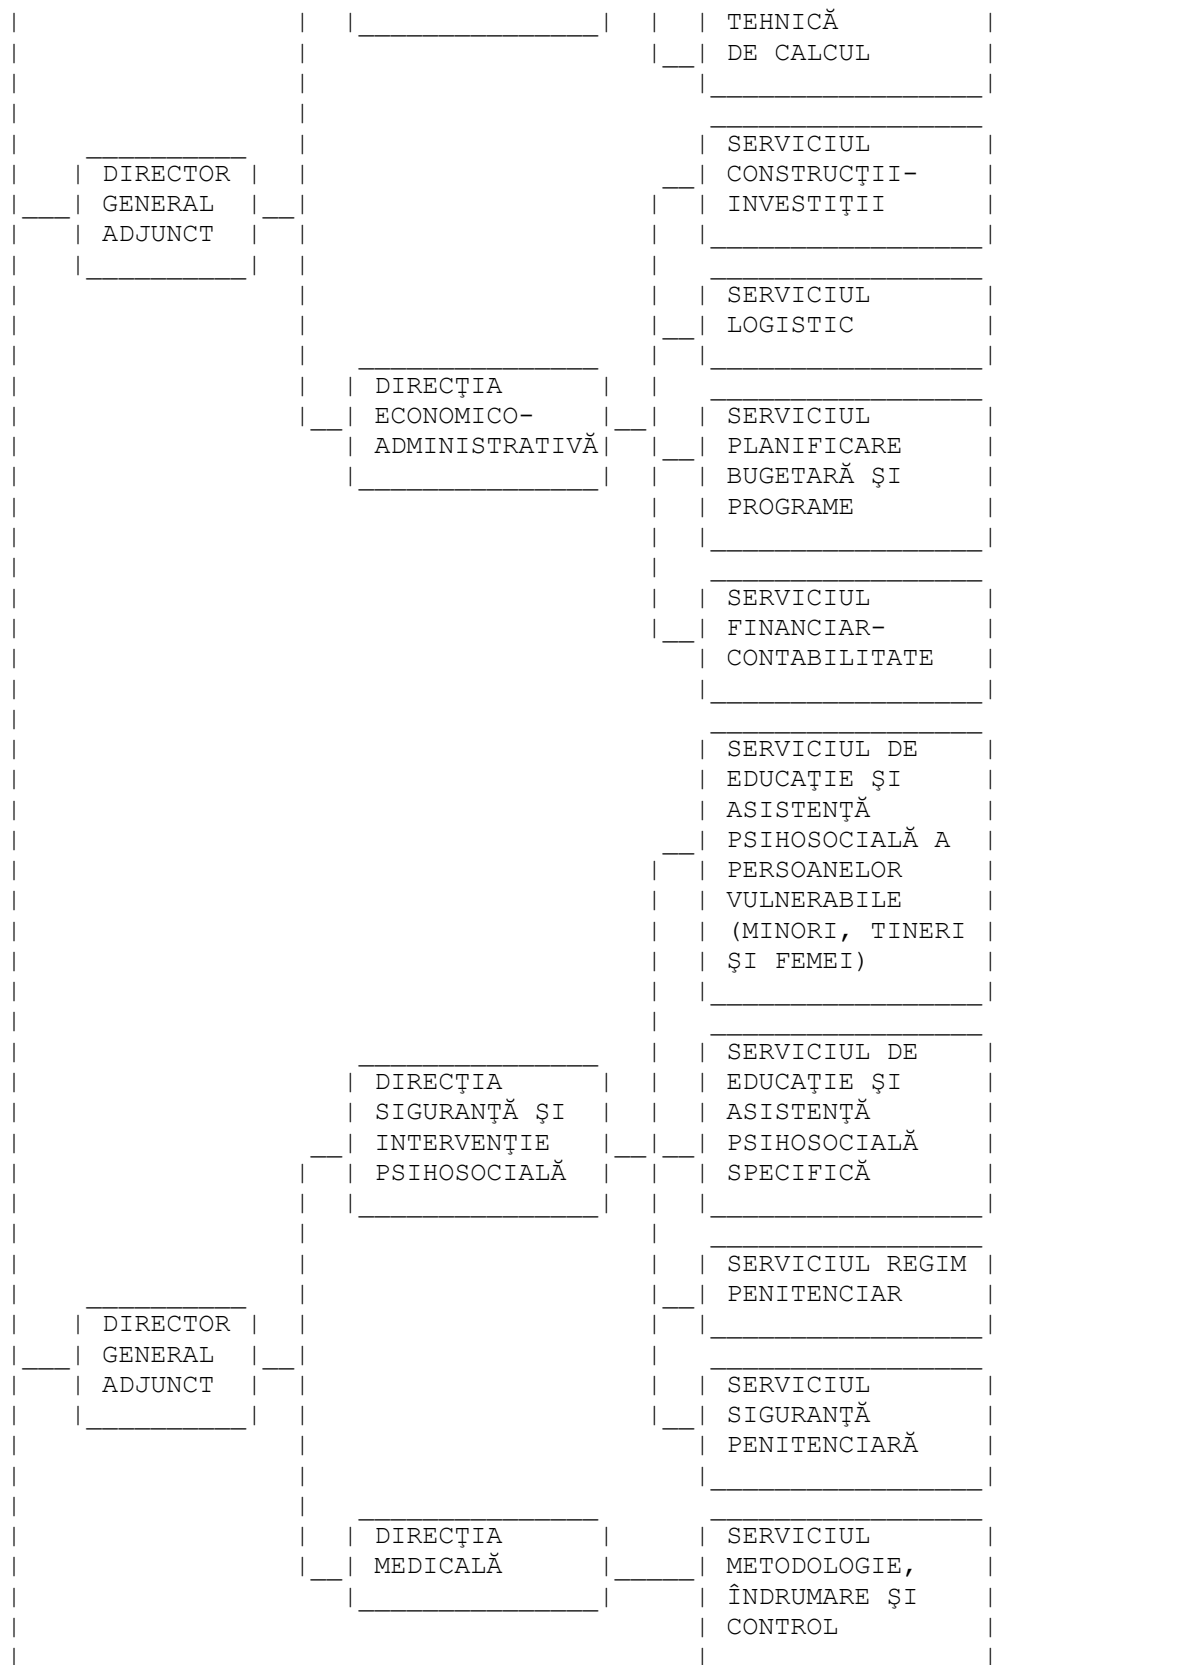 TEHNICĂ
DE CALCUL
SERVICIUL
DIRECTOR CONSTRUCŢII-
GENERAL INVESTIŢII
ADJUNCT
SERVICIUL
LOGISTIC
DIRECŢIA
ECONOMICO- SERVICIUL
ADMINISTRATIVĂ PLANIFICARE
BUGETARĂ ŞI
PROGRAME
SERVICIUL
FINANCIAR-
CONTABILITATE
SERVICIUL DE
EDUCAŢIE ŞI
ASISTENŢĂ
PSIHOSOCIALĂ A
PERSOANELOR
VULNERABILE
(MINORI, TINERI
ŞI FEMEI)
SERVICIUL DE
DIRECŢIA EDUCAŢIE ŞI
SIGURANŢĂ ŞI ASISTENŢĂ
INTERVENŢIE PSIHOSOCIALĂ
PSIHOSOCIALĂ SPECIFICĂ
SERVICIUL REGIM
PENITENCIAR
DIRECTOR
GENERAL
ADJUNCT SERVICIUL
SIGURANŢĂ
PENITENCIARĂ
DIRECŢIA SERVICIUL
MEDICALĂ METODOLOGIE,
ÎNDRUMARE ŞI
CONTROL